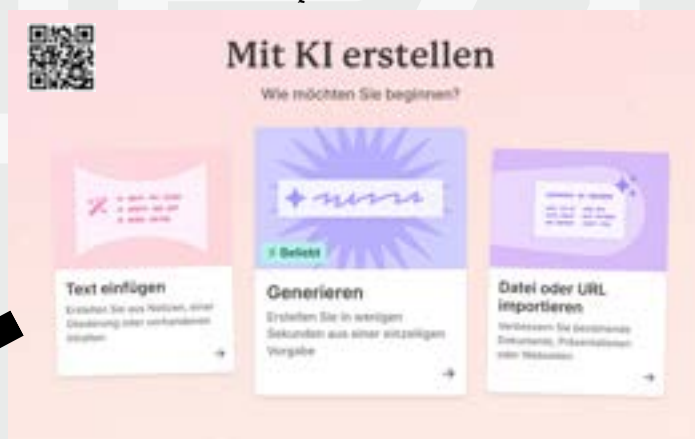 Mit KI erstellen
Wie möchten Sie beginnen?
Text einfügen
Erstellen Sie aus Notizen, einer
Gliederung oder vorhandenen
Inhalten
Beliebt
Generieren
Erstellen Sie in wenigen
Sekunden aus einer einzeiligen
Vorgabe
Datei oder URL
importieren
Verbessern Sie bestehende
Dokumente, Präsentationen
oder Webseiten